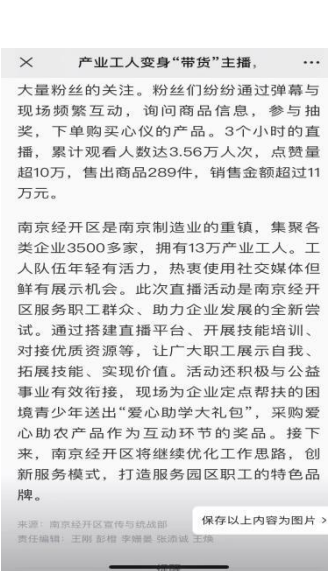 × 产业工人变身“带货”主播， ···
大量粉丝的关注。粉丝们纷纷通过弹幕与
现场频繁互动，询问商品信息，参与抽
奖，下单购买心仪的产品。3个小时的直
播，累计观看人数达3.56万人次，点赞量
超10万，售出商品289件，销售金额超过11
万元。
南京经开区是南京制造业的重镇，集聚各
类企业3500多家，拥有13万产业工人。工
人队伍年轻有活力，热衷使用社交媒体但
鲜有展示机会。此次直播活动是南京经开
区服务职工群众、助力企业发展的全新尝
试。通过搭建直播平台、开展技能培训、
对接优质资源等，让广大职工展示自我、
拓展技能、实现价值。活动还积极与公益
事业有效衔接，现场为企业定点帮扶的困
境青少年送出“爱心助学大礼包”，采购爱
心助农产品作为互动环节的奖品。接下
来，南京经开区将继续优化工作思路，创
新服务模式，打造服务园区职工的特色品
牌。
来源：南京经开区宣传与统战部
保存以上内容为图片 >
责任编辑：王刚 彭橙